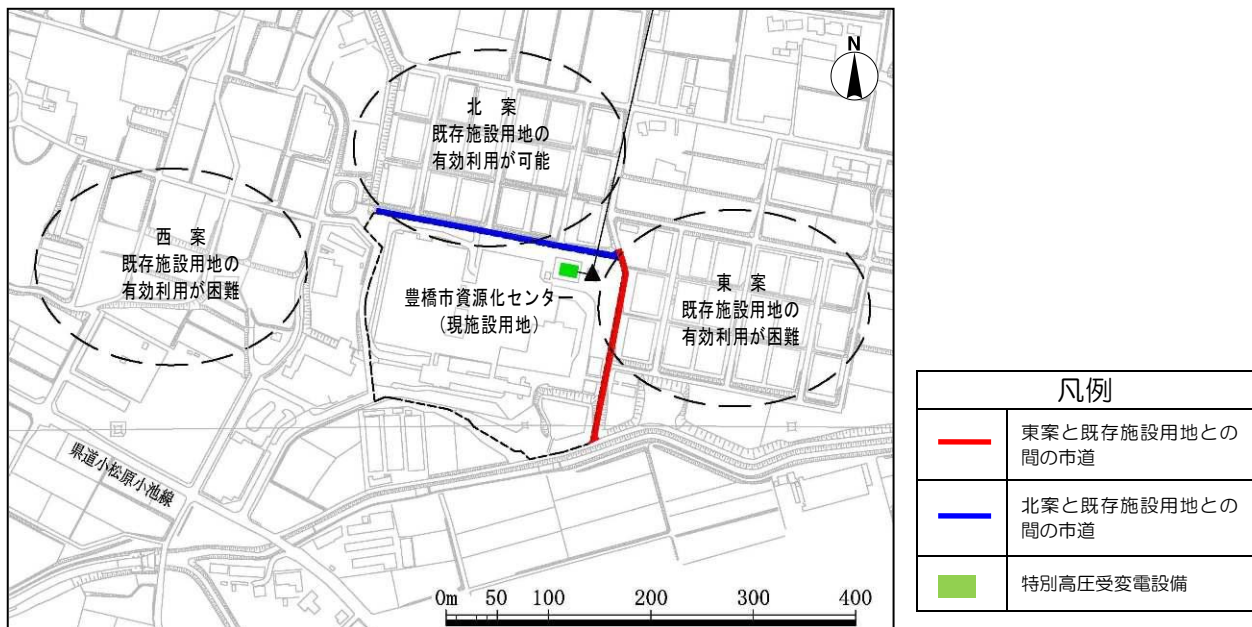 N
北 案
既存施設用地の
有効利用が可能
西 案
既存施設用地の
有効利用が困難
豊橋市資源化センター
（現施設用地）
東 案
既存施設用地の
有効利用が困難
県道小松原小池線
0m 50 100 200 300 400
凡例
東案と既存施設用地との
間の市道
北案と既存施設用地との
間の市道
特別高圧受変電設備